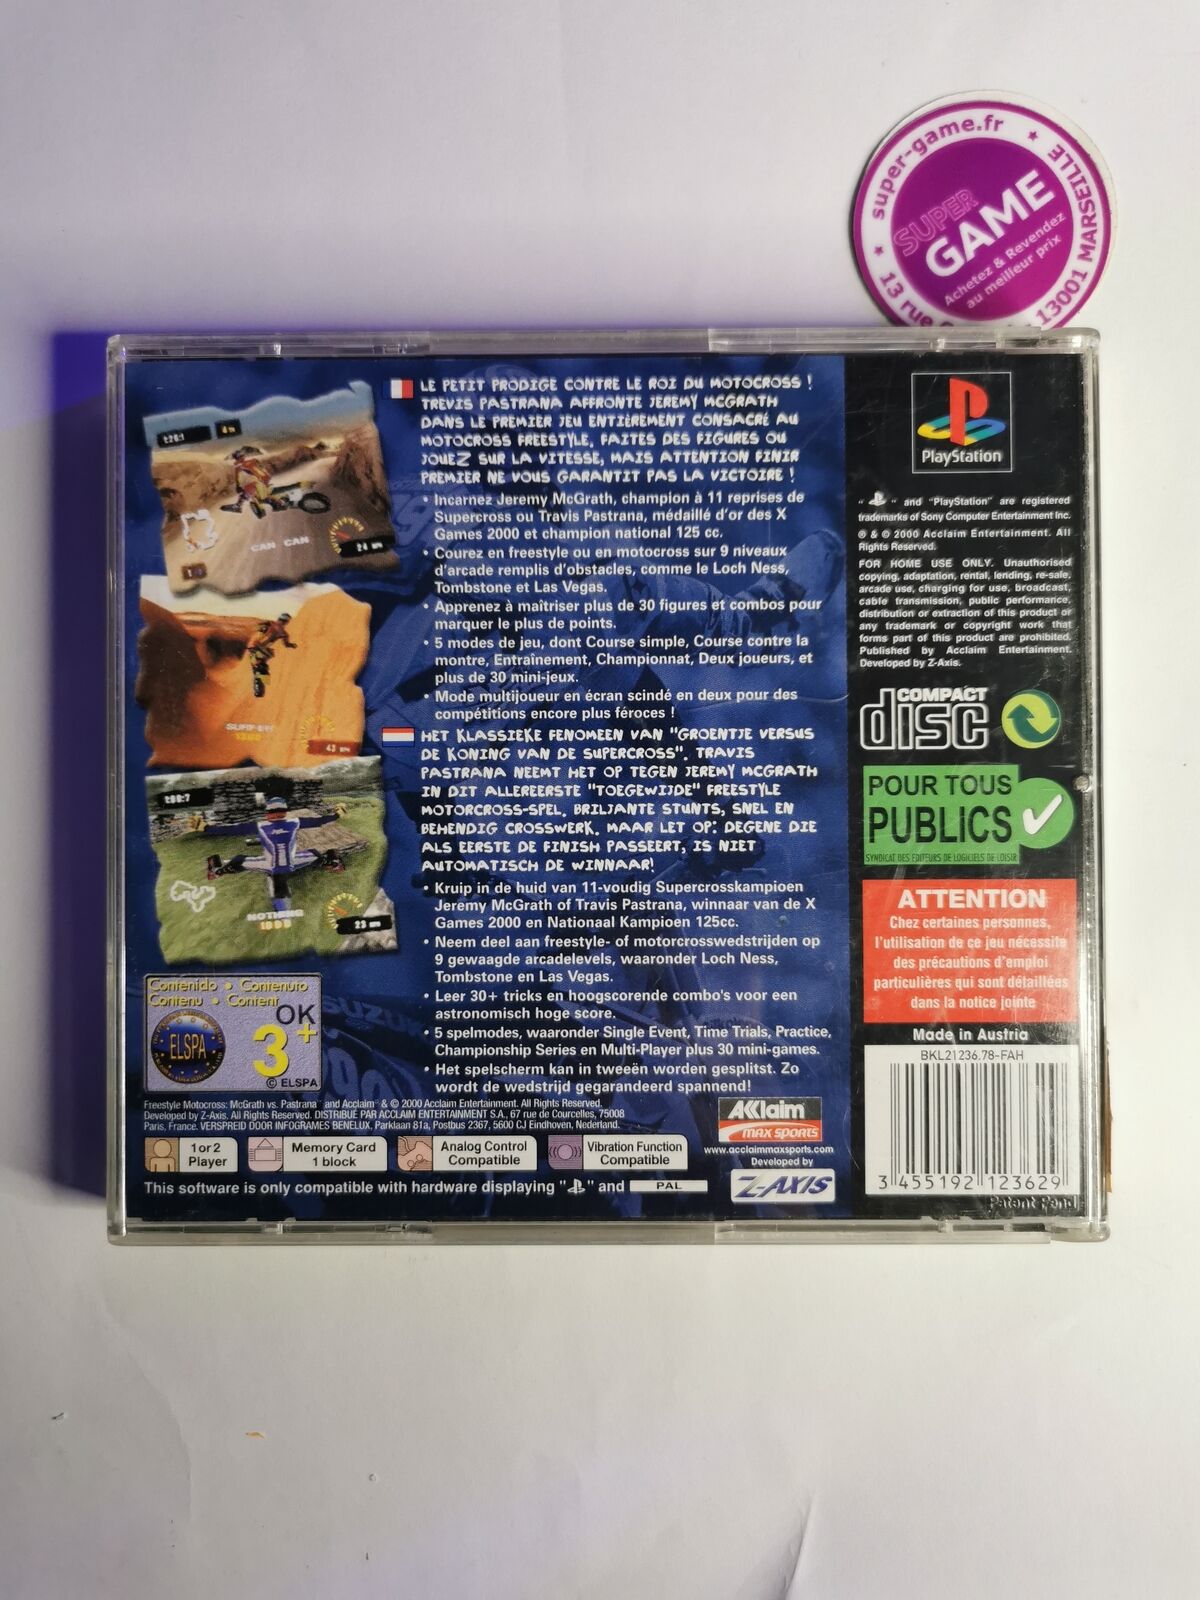 super-game.fr
SUPER
GAME
Achetez & Revendez
au meilleur prix
13 rue
13001 MARSEILLE
LE PETIT PRODIGE CONTRE LE ROI DU MOTOCROSS !
TREVIS PASTRANA AFFRONTE JEREMY MCGRATH
DANS LE PREMIER JEU ENTIÈREMENT CONSACRÉ AU
MOTOCROSS FREESTYLE, FAITES DES FIGURES OU
JOUEZ SUR LA VITESSE, MAIS ATTENTION FINIR
PREMIER NE VOUS GARANTIT PAS LA VICTOIRE !
• Incarnez Jeremy McGrath, champion à 11 reprises de
Supercross ou Travis Pastrana, médaillé d'or des X
Games 2000 et champion national 125 cc.
• Courez en freestyle ou en motocross sur 9 niveaux
d'arcade remplis d'obstacles, comme le Loch Ness,
Tombstone et Las Vegas.
• Apprenez à maîtriser plus de 30 figures et combos pour
marquer le plus de points.
• 5 modes de jeu, dont Course simple, Course contre la
montre, Entraînement, Championnat, Deux joueurs, et
plus de 30 mini-jeux.
• Mode multijoueur en écran scindé en deux pour des
compétitions encore plus féroces !
HET KLASSIEKE FENOMEEN VAN "GROENTJE VERSUS
DE KONING VAN DE SUPERCROSS". TRAVIS
PASTRANA NEEMT HET OP TEGEN JEREMY MCGRATH
IN DIT ALLEREERSTE "TOEGEWIJDE" FREESTYLE
MOTORCROSS-SPEL. BRILJANTE STUNTS, SNEL EN
BEHENDIG CROSSWERK. MAAR LET OP: DEGENE DIE
ALS EERSTE DE FINISH PASSEERT, IS NIET
AUTOMATISCH DE WINNAAR!
• Kruip in de huid van 11-voudig Supercrosskampioen
Jeremy McGrath of Travis Pastrana, winnaar van de X
Games 2000 en Nationaal Kampioen 125cc.
• Neem deel aan freestyle- of motorcrosswedstrijden op
9 gewaagde arcadelevels, waaronder Loch Ness,
Tombstone en Las Vegas.
• Leer 30+ tricks en hoogscorende combo's voor een
astronomisch hoge score.
• 5 spelmodes, waaronder Single Event, Time Trials, Practice,
Championship Series en Multi-Player plus 30 mini-games.
• Het spelscherm kan in tweeën worden gesplitst. Zo
wordt de wedstrijd gegarandeerd spannend!
CAN CAN
24
43
NOTHING
23
Contenido • Contenuto
Contenu • Content
OK
3+
ELSPA
© ELSPA
Freestyle Motocross: McGrath vs. Pastrana™ and Acclaim® & © 2000 Acclaim Entertainment. All Rights Reserved.
Developed by Z-Axis. All Rights Reserved. DISTRIBUÉ PAR ACCLAIM ENTERTAINMENT S.A., 67 rue de Courcelles, 75008
Paris, France. VERSPREID DOOR INFOGRAMES BENELUX, Parklaan 81a, Postbus 2367, 5600 CJ Eindhoven, Nederland.
1 or 2
Player
Memory Card
1 block
Analog Control
Compatible
Vibration Function
Compatible
This software is only compatible with hardware displaying " " and PAL
AKlaim
MAX SPORTS
www.acclaimmaxsports.com
Developed by
Z-AXIS
PlayStation
" " and "PlayStation" are registered
trademarks of Sony Computer Entertainment Inc.
® & © 2000 Acclaim Entertainment. All
Rights Reserved.
FOR HOME USE ONLY. Unauthorised
copying, adaptation, rental, lending, re-sale,
arcade use, charging for use, broadcast,
cable transmission, public performance,
distribution or extraction of this product or
any trademark or copyright work that
forms part of this product are prohibited.
Published by Acclaim Entertainment.
Developed by Z-Axis.
COMPACT
disc
POUR TOUS
PUBLICS
SYNDICAT DES EDITEURS DE LOGICIELS DE LOISIR
ATTENTION
Chez certaines personnes,
l'utilisation de ce jeu nécessite
des précautions d'emploi
particulières qui sont détaillées
dans la notice jointe
Made in Austria
BKL21236.78-FAH
3 455192 123629
Patent Pend